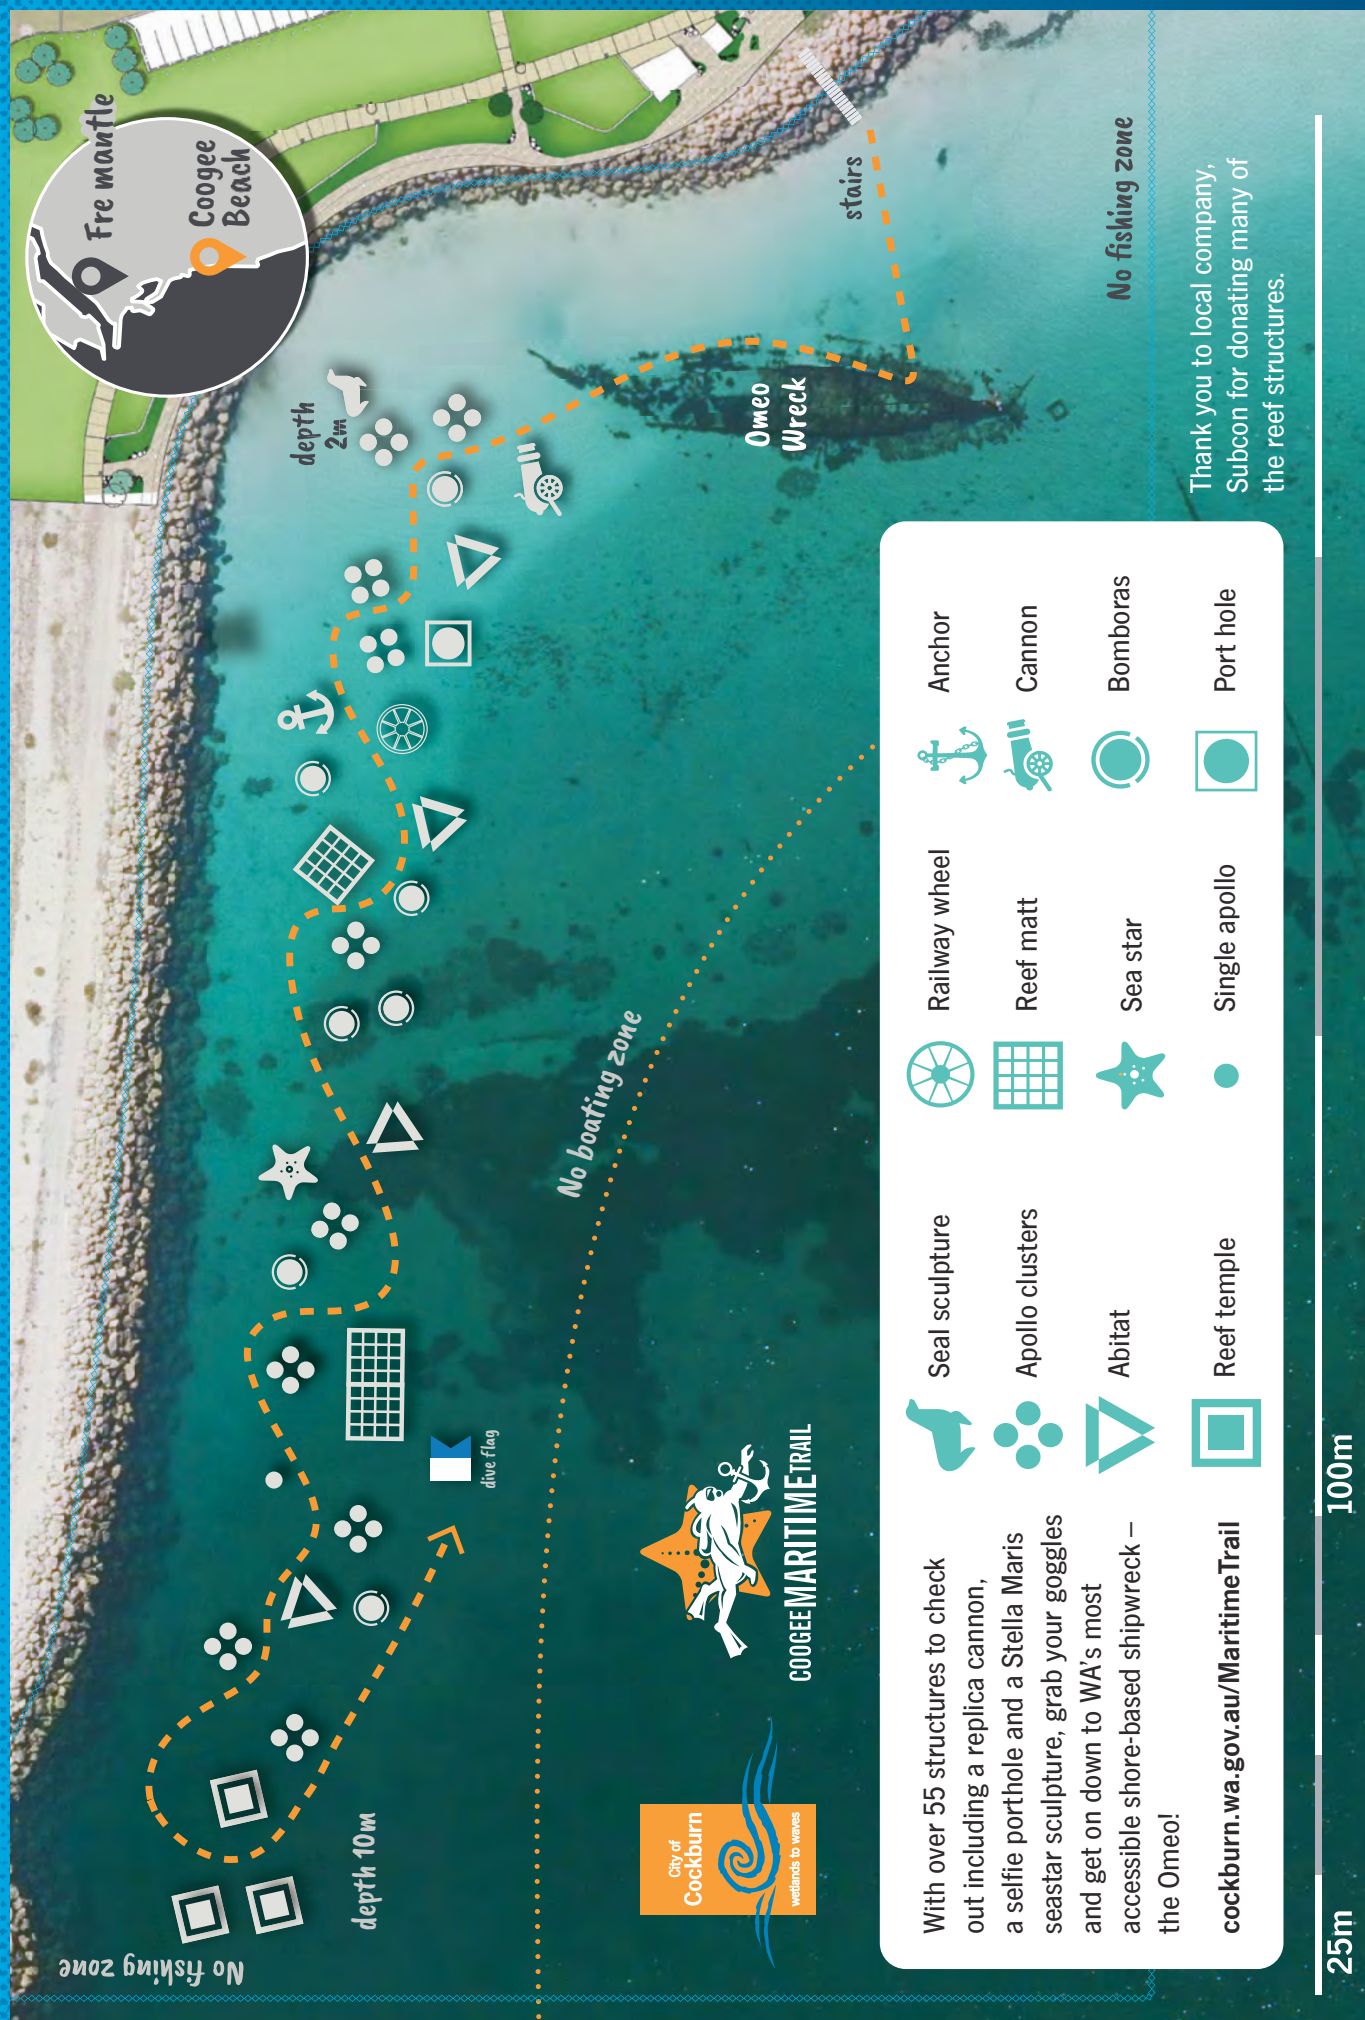 Fre mantle
Coogee
Beach
stairs
No fishing zone
depth
2m
Omeo
Wreck
No boating zone
dive flag
depth 10m
No fishing zone
Thank you to local company,
Subcon for donating many of
the reef structures.
City of
Cockburn
wetlands to waves
COOGEE MARITIME TRAIL
With over 55 structures to check
out including a replica cannon,
a selfie porthole and a Stella Maris
seastar sculpture, grab your goggles
and get on down to WA's most
accessible shore-based shipwreck –
the Omeo!
cockburn.wa.gov.au/MaritimeTrail
Seal sculpture
Apollo clusters
Abitat
Reef temple
Railway wheel
Reef matt
Sea star
Single apollo
Anchor
Cannon
Bomboras
Port hole
25m
100m